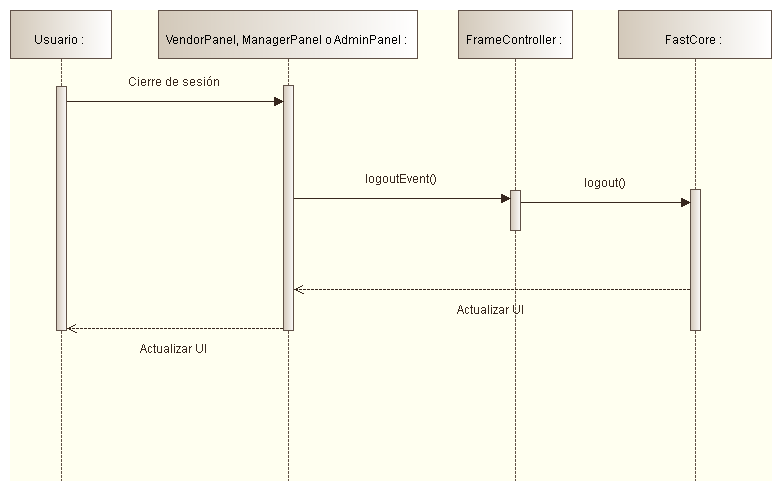 Usuario :
VendorPanel, ManagerPanel o AdminPanel :
FrameController :
FastCore :
Cierre de sesión
logoutEvent()
logout()
Actualizar UI
Actualizar UI